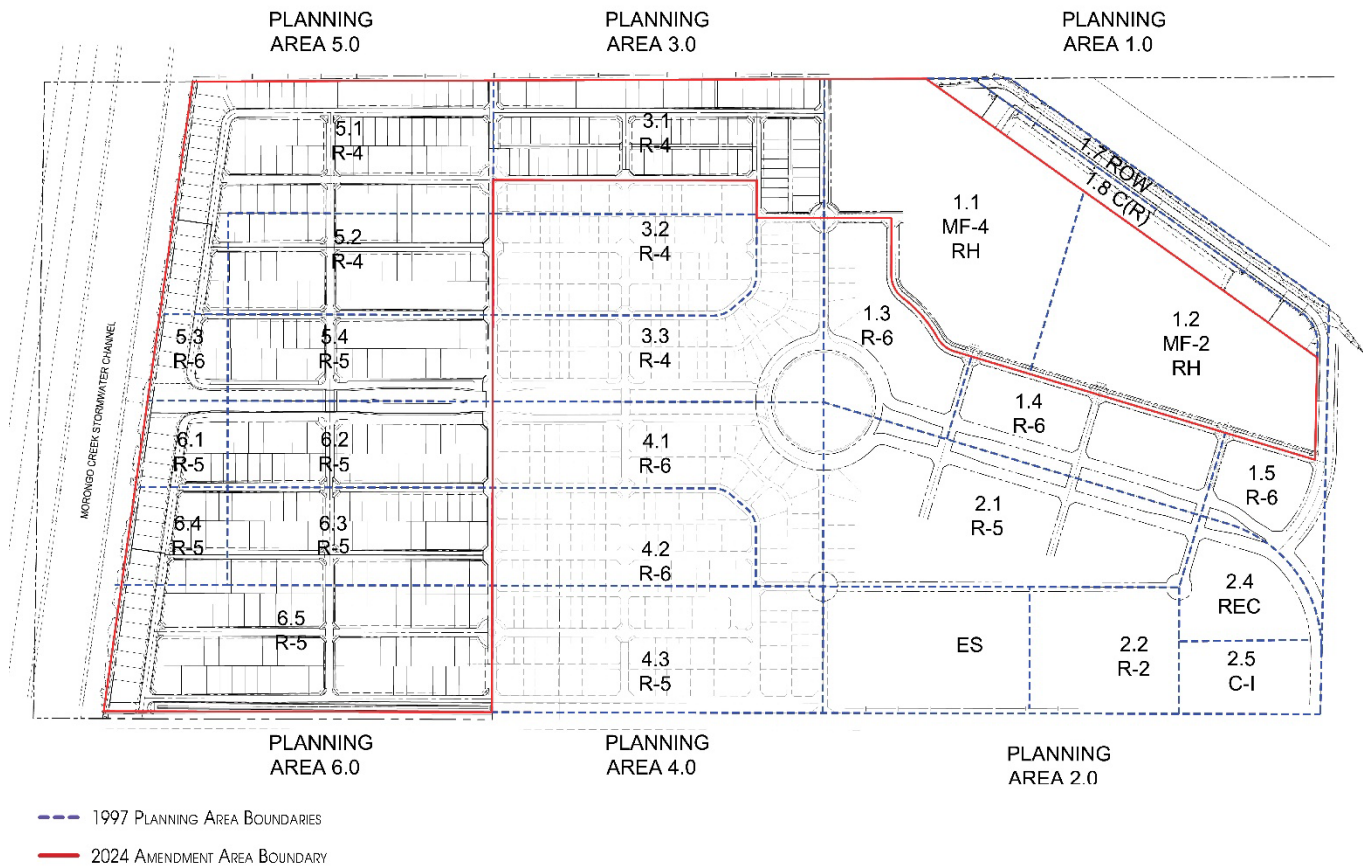 PLANNING
AREA 5.0
PLANNING
AREA 3.0
PLANNING
AREA 1.0
5.1
R-4
3.1
R-4
1.7 ROW
1.8 C(R)
1.1
MF-4
RH
5.2
R-4
3.2
R-4
1.3
R-6
1.2
MF-2
RH
5.3
R-6
5.4
R-5
3.3
R-4
MORONGO CREEK STORMWATER CHANNEL
1.4
R-6
6.1
R-5
6.2
R-5
4.1
R-6
1.5
R-6
2.1
R-5
6.4
R-5
6.3
R-5
4.2
R-6
2.4
REC
6.5
R-5
4.3
R-5
ES
2.2
R-2
2.5
C-I
PLANNING
AREA 6.0
PLANNING
AREA 4.0
PLANNING
AREA 2.0
1997 PLANNING AREA BOUNDARIES
2024 AMENDMENT AREA BOUNDARY